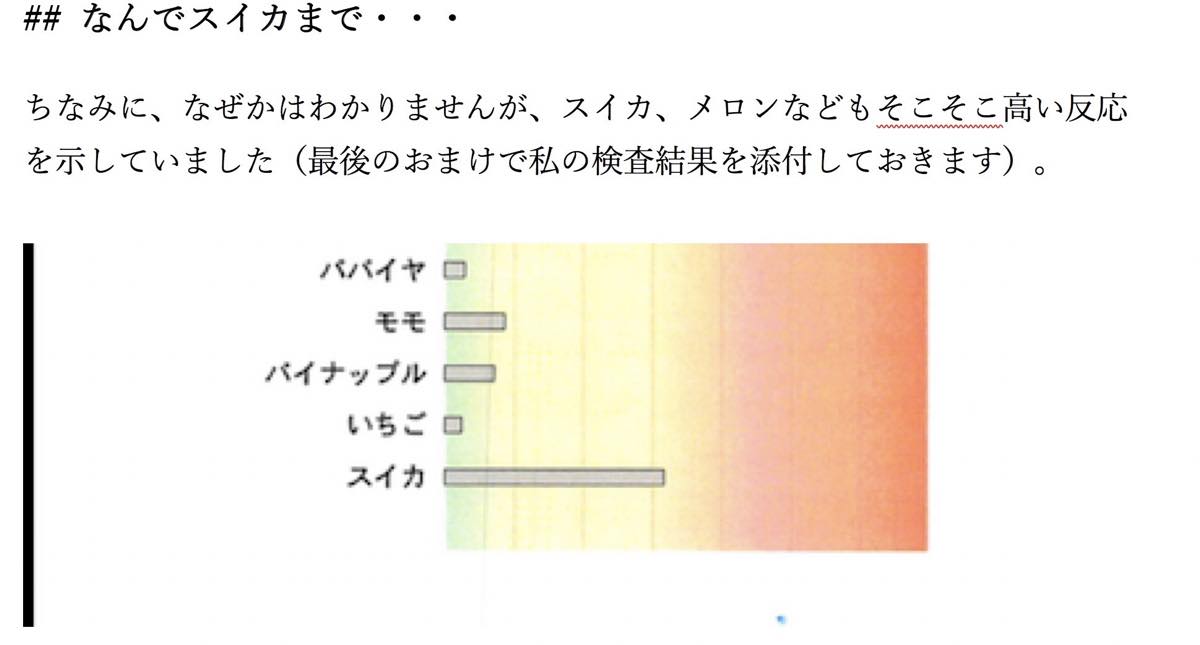 ## なんでスイカまで・・・
ちなみに、なぜかはわかりませんが、スイカ、メロンなどもそこそこ高い反応
を示していました（最後のおまけで私の検査結果を添付しておきます）。
パパイヤ
モモ
パイナップル
いちご
スイカ